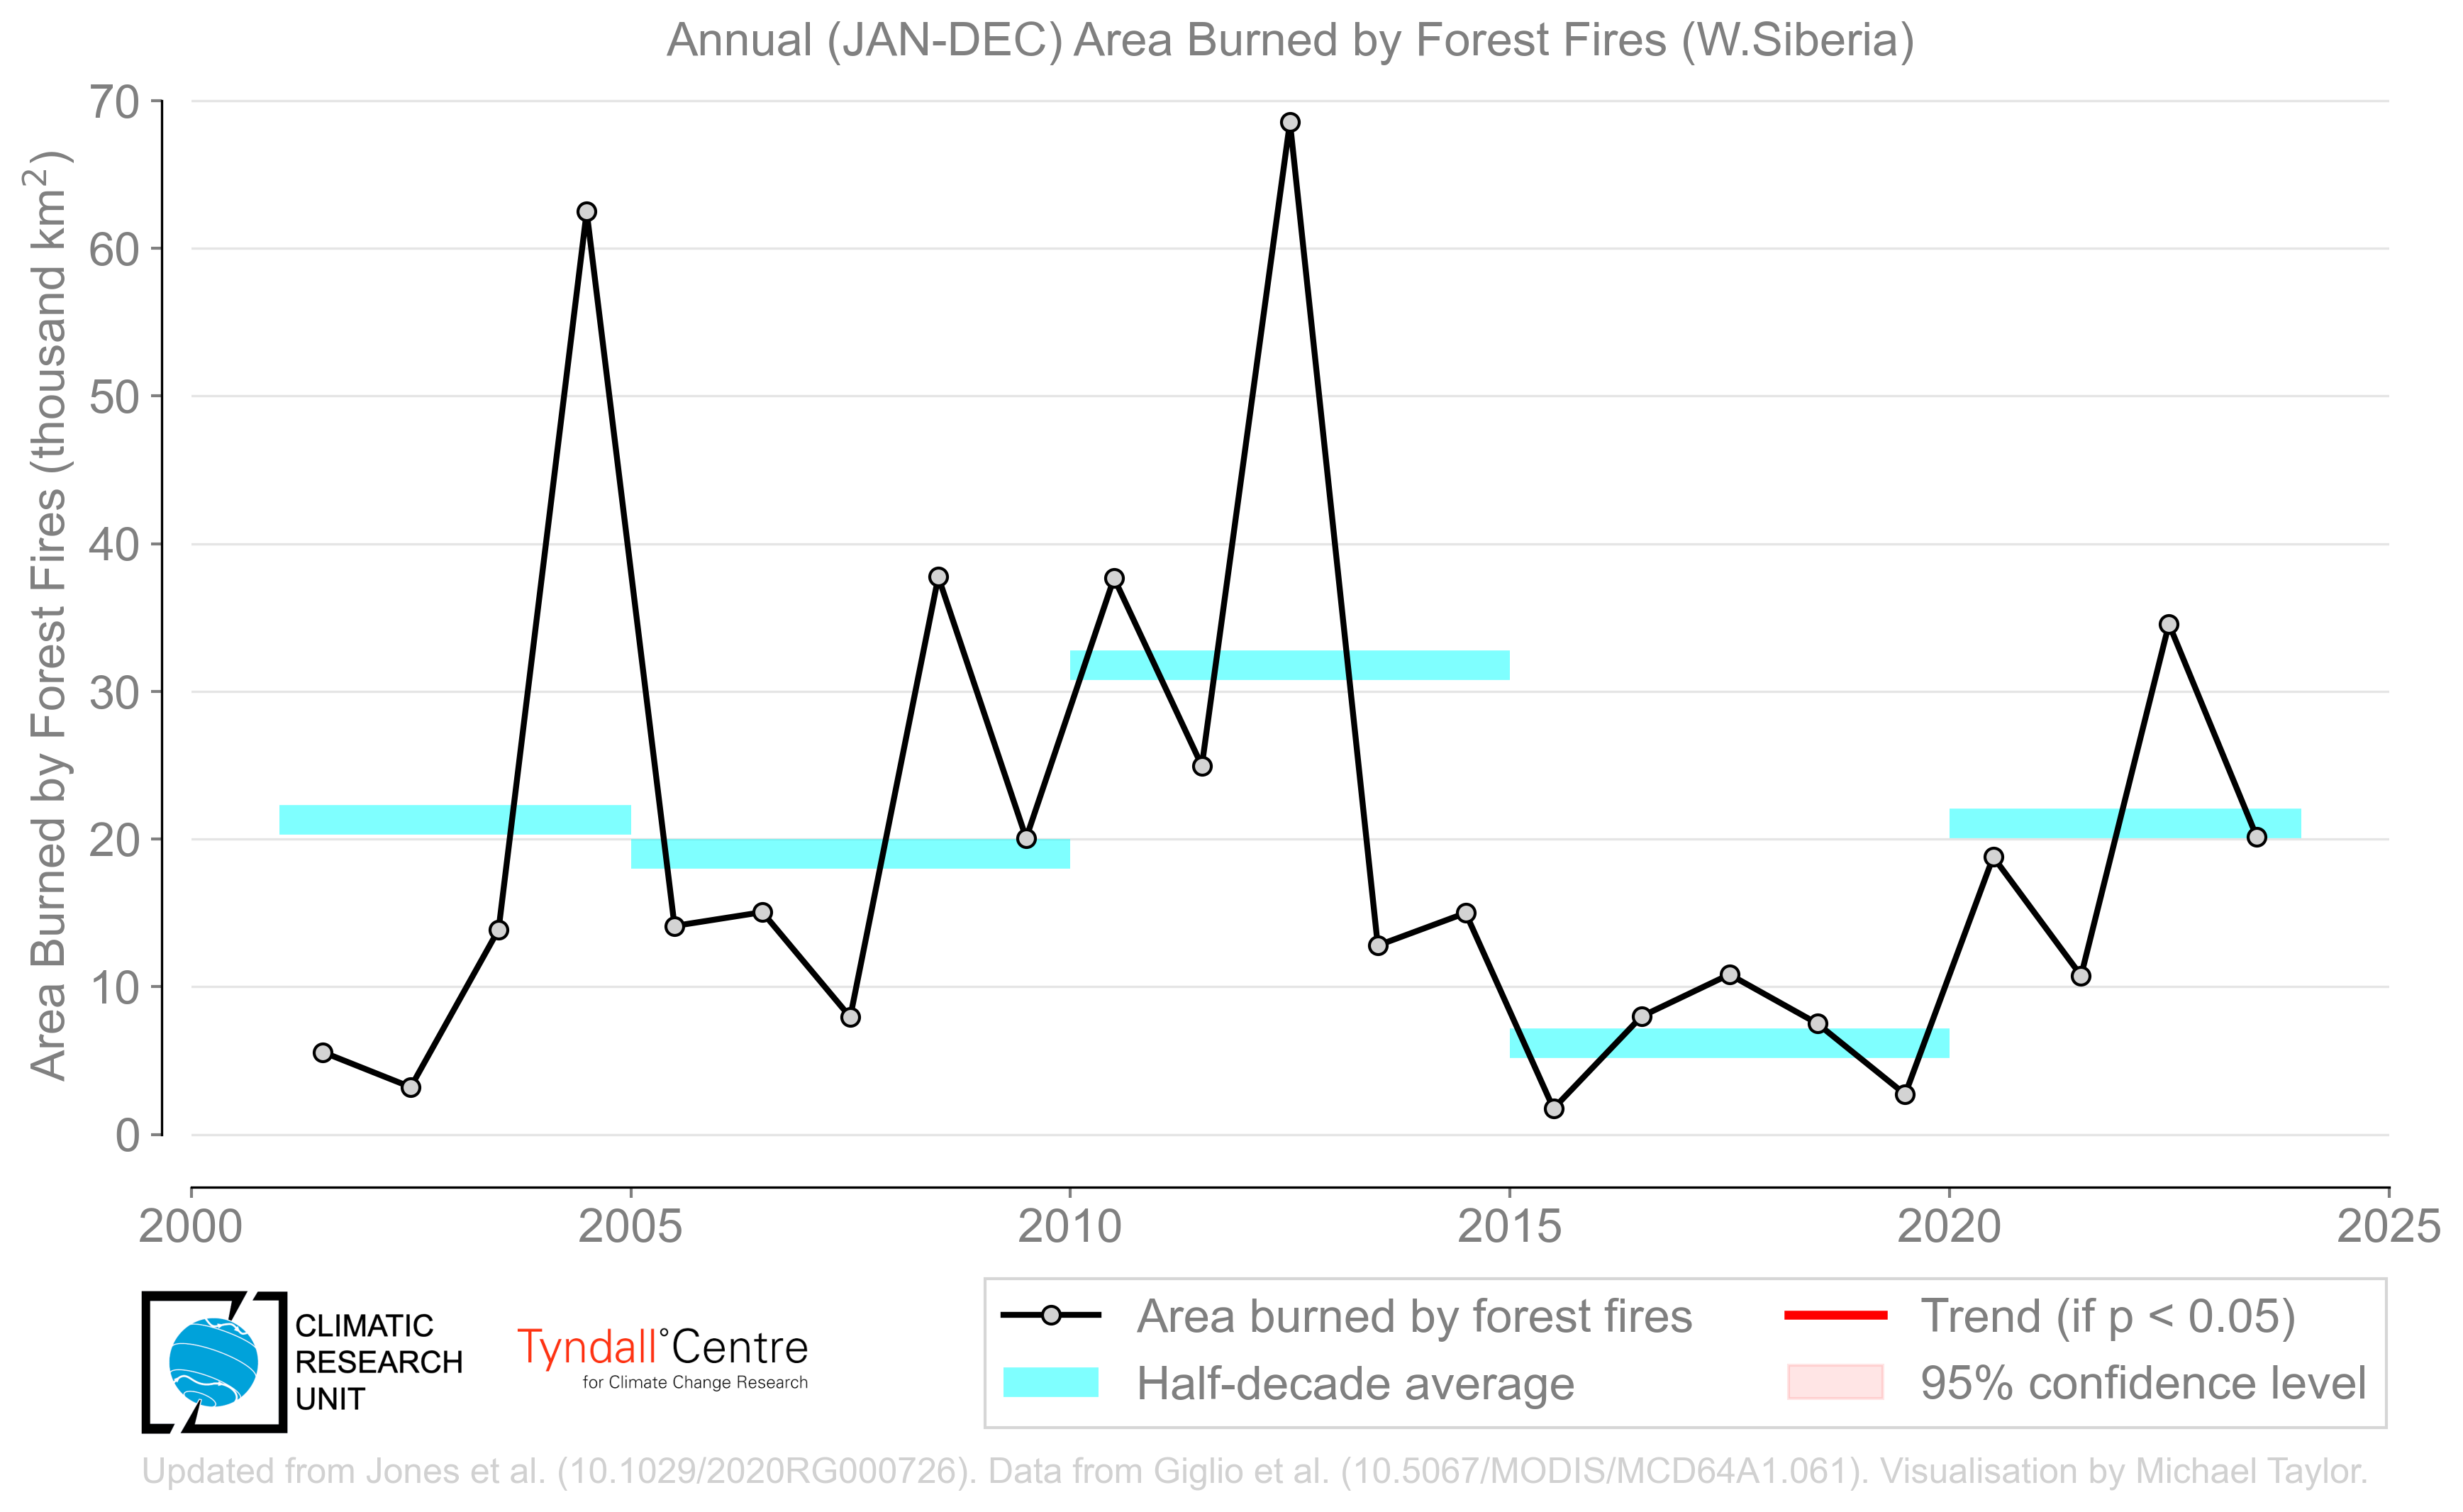 Annual (JAN-DEC) Area Burned by Forest Fires (W.Siberia)
Area Burned by Forest Fires (thousand km²)
70
60
50
40
30
20
10
0
2000 2005 2010 2015 2020 2025
CLIMATIC
RESEARCH
UNIT
Tyndall°Centre
for Climate Change Research
Area burned by forest fires
Half-decade average
Trend (if p < 0.05)
95% confidence level
Updated from Jones et al. (10.1029/2020RG000726). Data from Giglio et al. (10.5067/MODIS/MCD64A1.061). Visualisation by Michael Taylor.